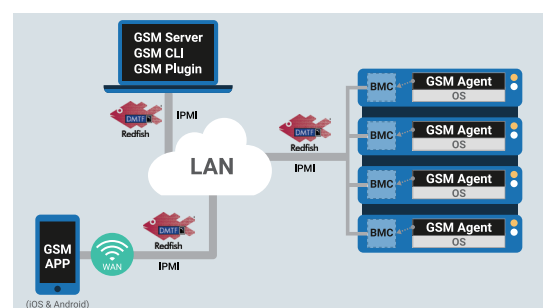 GSM Server
GSM CLI
GSM Plugin
DMTF
Redfish
IPMI
DMTF
Redfish
IPMI
LAN
BMC
GSM Agent
OS
BMC
GSM Agent
OS
BMC
GSM Agent
OS
BMC
GSM Agent
OS
DMTF
Redfish
IPMI
GSM
APP
WAN
(iOS & Android)